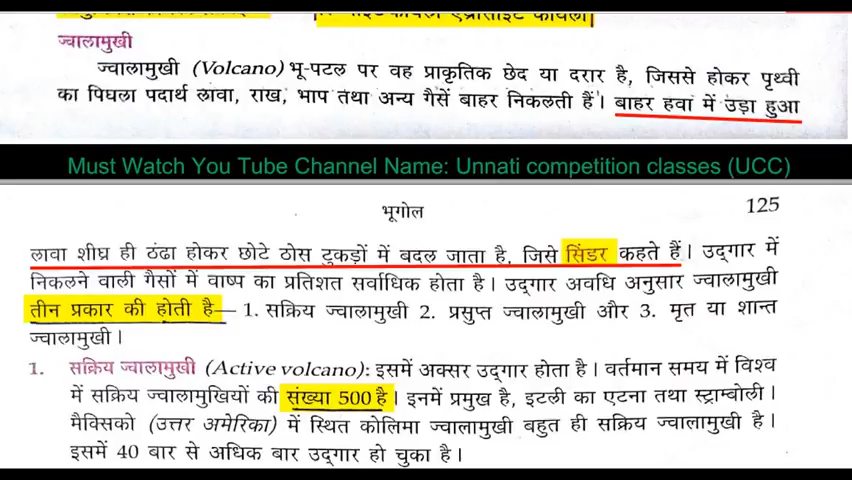 ज्वालामुखी
ज्वालामुखी (Volcano) भू-पटल पर वह प्राकृतिक छेद या दरार है, जिससे होकर पृथ्वी
का पिघला पदार्थ लावा, राख, भाप तथा अन्य गैसें बाहर निकलती हैं। बाहर हवा में उड़ा हुआ
Must Watch You Tube Channel Name: Unnati competition classes (UCC)
भूगोल 125
लावा शीघ्र ही ठंढा होकर छोटे ठोस टुकड़ों में बदल जाता है, जिसे सिंडर कहते हैं। उद्‌गार में
निकलने वाली गैसों में वाष्प का प्रतिशत सर्वाधिक होता है। उद्‌गार अवधि अनुसार ज्वालामुखी
तीन प्रकार की होती है— 1. सक्रिय ज्वालामुखी 2. प्रसुप्त ज्वालामुखी और 3. मृत या शान्त
ज्वालामुखी।
1. सक्रिय ज्वालामुखी (Active volcano): इसमें अक्सर उद्‌गार होता है। वर्तमान समय में विश्व
में सक्रिय ज्वालामुखियों की संख्या 500 है। इनमें प्रमुख है, इटली का एटना तथा स्ट्राम्बोली।
मैक्सिको (उत्तर अमेरिका) में स्थित कोलिमा ज्वालामुखी बहुत ही सक्रिय ज्वालामुखी है।
इसमें 40 बार से अधिक बार उद्‌गार हो चुका है।